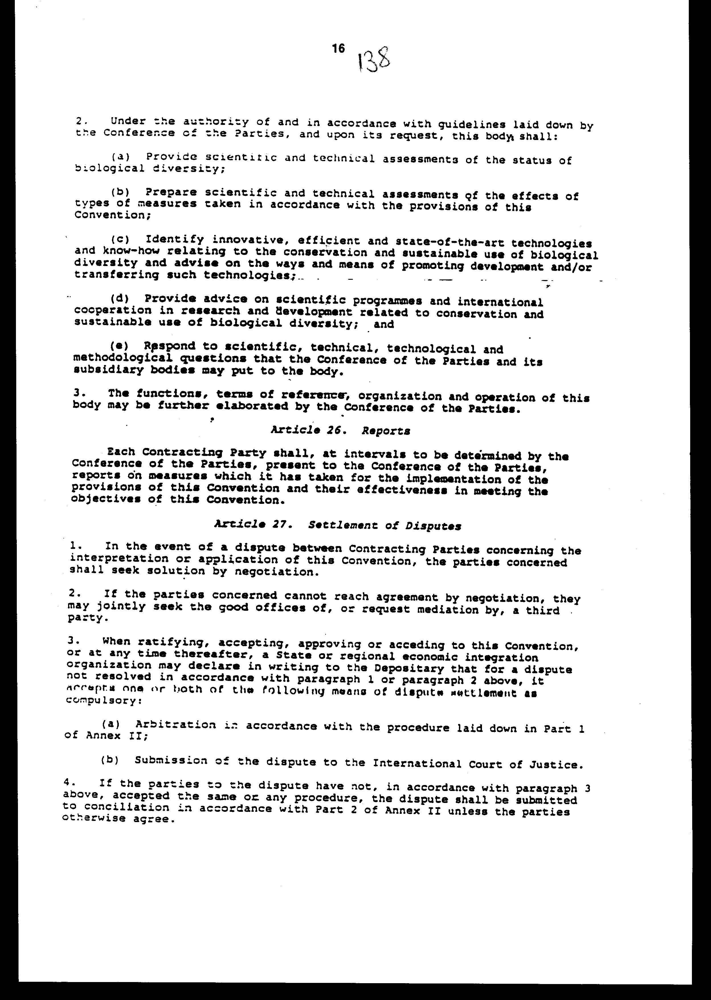 16
138
2. Under the authority of and in accordance with guidelines laid down by
the Conference of the Parties, and upon its request, this body shall:
(a) Provide scientific and technical assessments of the status of
biological diversity;
(b) Prepare scientific and technical assessments of the effects of
types of measures taken in accordance with the provisions of this
Convention;
(c) Identify innovative, efficient and state-of-the-art technologies
and know-how relating to the conservation and sustainable use of biological
diversity and advise on the ways and means of promoting development and/or
transferring such technologies;
(d) Provide advice on scientific programmes and international
cooperation in research and development related to conservation and
sustainable use of biological diversity; and
(e) Respond to scientific, technical, technological and
methodological questions that the Conference of the Parties and its
subsidiary bodies may put to the body.
3. The functions, terms of reference, organization and operation of this
body may be further elaborated by the Conference of the Parties.
Article 26. Reports
Each Contracting Party shall, at intervals to be determined by the
Conference of the Parties, present to the Conference of the Parties,
reports on measures which it has taken for the implementation of the
provisions of this Convention and their effectiveness in meeting the
objectives of this Convention.
Article 27. Settlement of Disputes
1. In the event of a dispute between Contracting Parties concerning the
interpretation or application of this Convention, the parties concerned
shall seek solution by negotiation.
2. If the parties concerned cannot reach agreement by negotiation, they
may jointly seek the good offices of, or request mediation by, a third
party.
3. When ratifying, accepting, approving or acceding to this Convention,
or at any time thereafter, a State or regional economic integration
organization may declare in writing to the Depositary that for a dispute
not resolved in accordance with paragraph 1 or paragraph 2 above, it
accepts one or both of the following means of dispute settlement as
compulsory:
(a) Arbitration in accordance with the procedure laid down in Part 1
of Annex II;
(b) Submission of the dispute to the International Court of Justice.
4. If the parties to the dispute have not, in accordance with paragraph 3
above, accepted the same or any procedure, the dispute shall be submitted
to conciliation in accordance with Part 2 of Annex II unless the parties
otherwise agree.